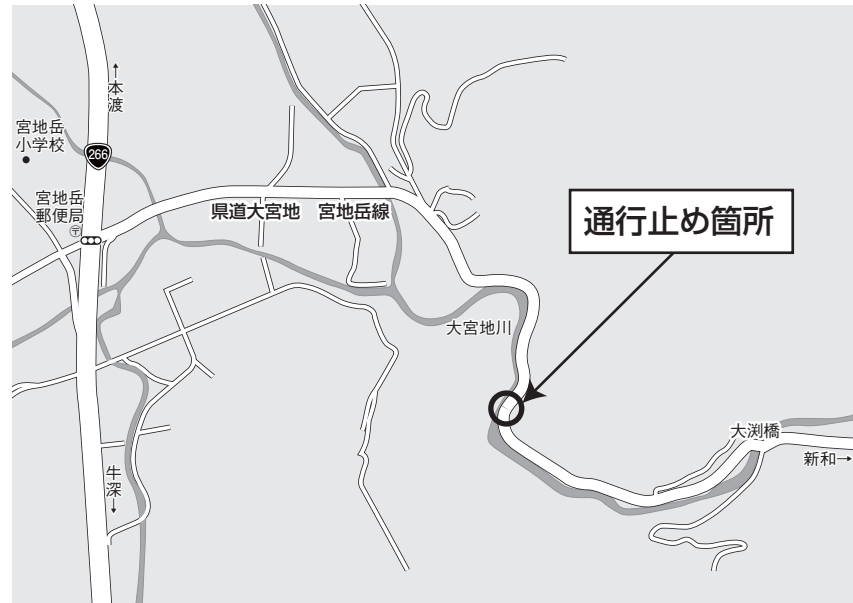 ↑本渡
宮地岳
小学校
266
宮地岳
郵便局
〒
県道大宮地
宮地岳線
通行止め箇所
大宮地川
大渕橋
新和→
牛深↓